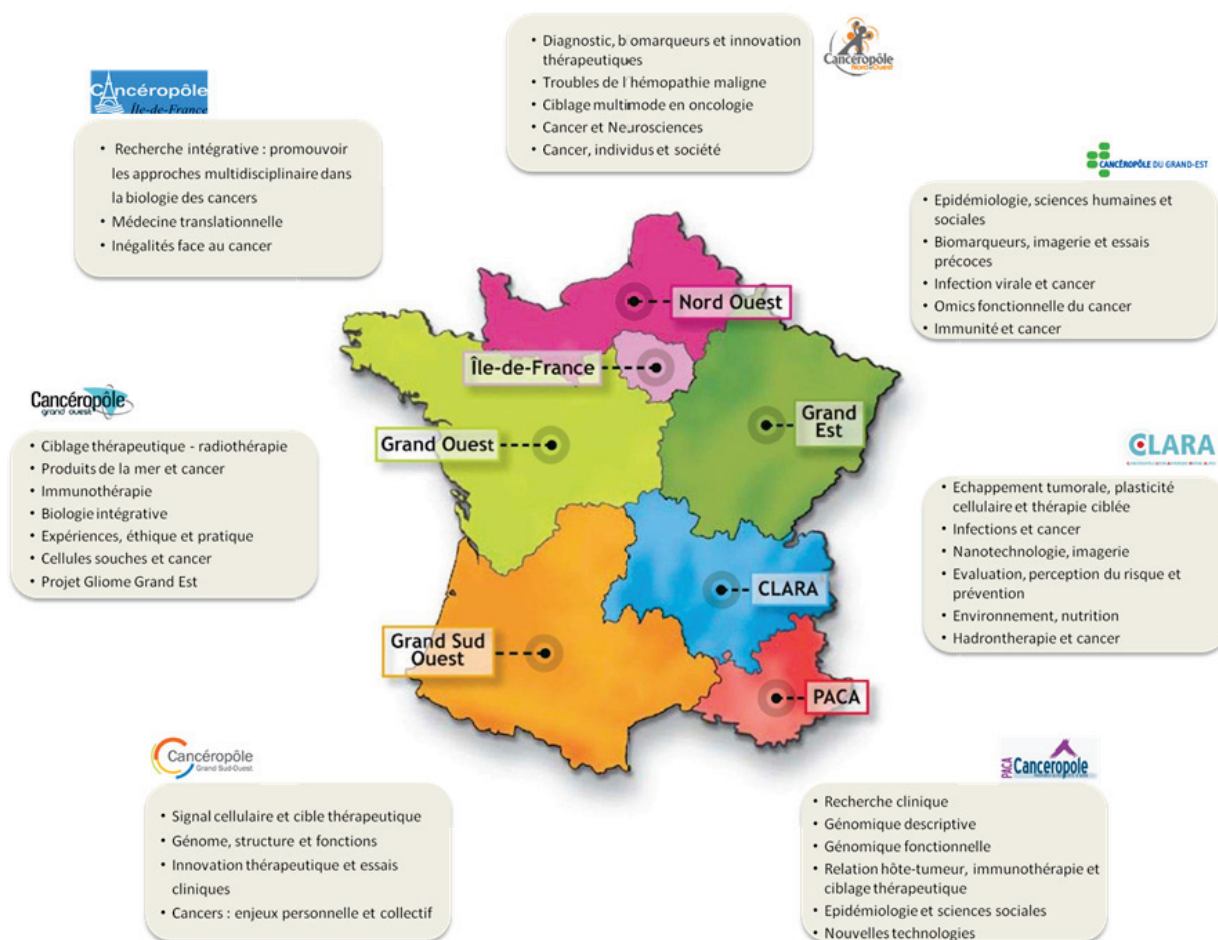 Cancéropôle
Nord-Ouest
• Diagnostic, biomarqueurs et innovation
thérapeutiques
• Troubles de l'hémopathie maligne
• Ciblage multimode en oncologie
• Cancer et Neurosciences
• Cancer, individus et société
Cancéropôle
Île-de-France
• Recherche intégrative : promouvoir
les approches multidisciplinaire dans
la biologie des cancers
• Médecine translationnelle
• Inégalités face au cancer
CANCÉROPÔLE DU GRAND-EST
• Epidémiologie, sciences humaines et
sociales
• Biomarqueurs, imagerie et essais
précoces
• Infection virale et cancer
• Omics fonctionnelle du cancer
• Immunité et cancer
Nord Ouest
Île-de-France
Grand
Est
Grand Ouest
CLARA
Grand Sud
Ouest
PACA
Cancéropôle
grand ouest
• Ciblage thérapeutique - radiothérapie
• Produits de la mer et cancer
• Immunothérapie
• Biologie intégrative
• Expériences, éthique et pratique
• Cellules souches et cancer
• Projet Gliome Grand Est
CLARA
• Echappement tumorale, plasticité
cellulaire et thérapie ciblée
• Infections et cancer
• Nanotechnologie, imagerie
• Evaluation, perception du risque et
prévention
• Environnement, nutrition
• Hadrontherapie et cancer
Cancéropôle
Grand Sud-Ouest
• Signal cellulaire et cible thérapeutique
• Génome, structure et fonctions
• Innovation thérapeutique et essais
cliniques
• Cancers : enjeux personnelle et collectif
PACA
Canceropole
• Recherche clinique
• Génomique descriptive
• Génomique fonctionnelle
• Relation hôte-tumeur, immunothérapie et
ciblage thérapeutique
• Epidémiologie et sciences sociales
• Nouvelles technologies